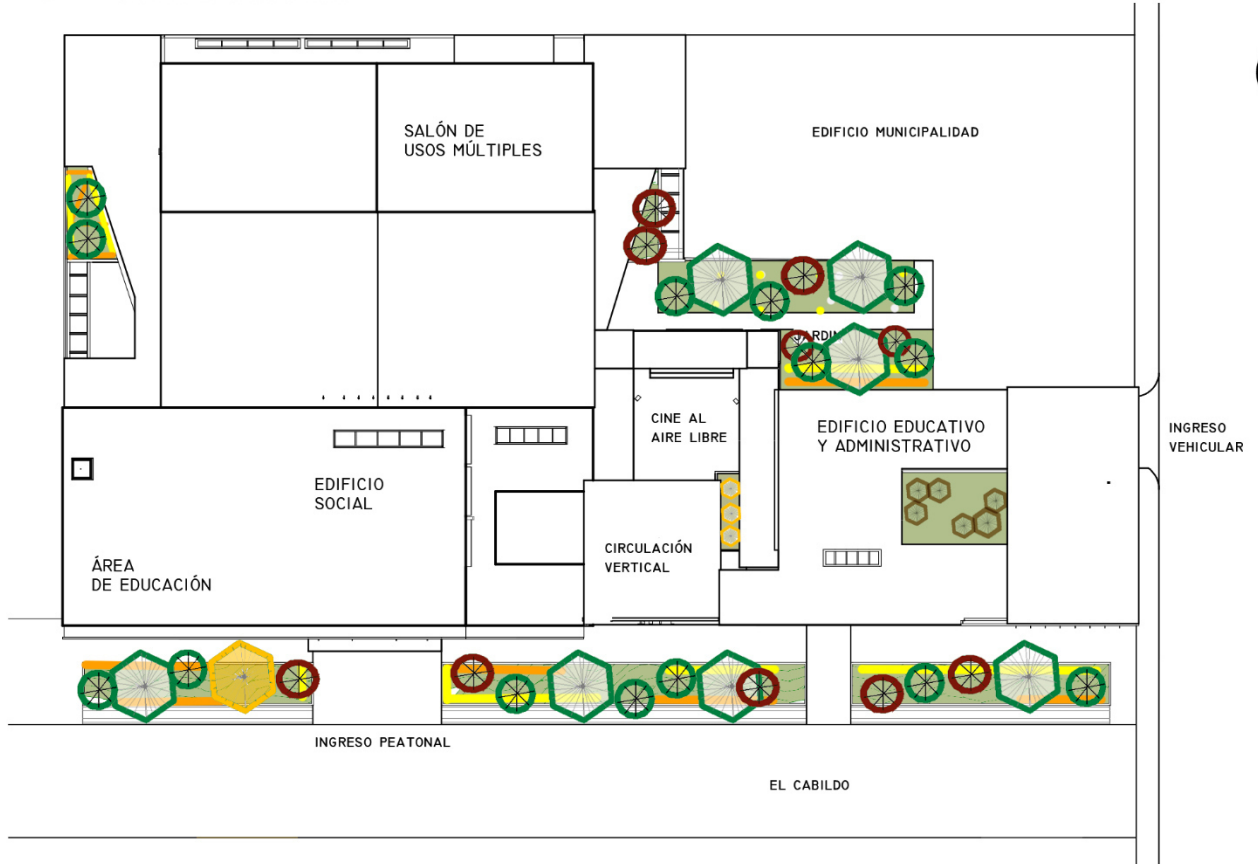 SALÓN DE
USOS MÚLTIPLES
EDIFICIO MUNICIPALIDAD
JARDIN
CINE AL
AIRE LIBRE
EDIFICIO EDUCATIVO
Y ADMINISTRATIVO
INGRESO
VEHICULAR
EDIFICIO
SOCIAL
CIRCULACIÓN
VERTICAL
ÁREA
DE EDUCACIÓN
INGRESO PEATONAL
EL CABILDO